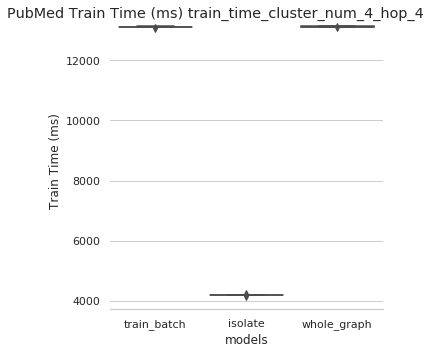 PubMed Train Time (ms) train_time_cluster_num_4_hop_4
12000
10000
8000
6000
4000
Train Time (ms)
train_batch isolate whole_graph
models